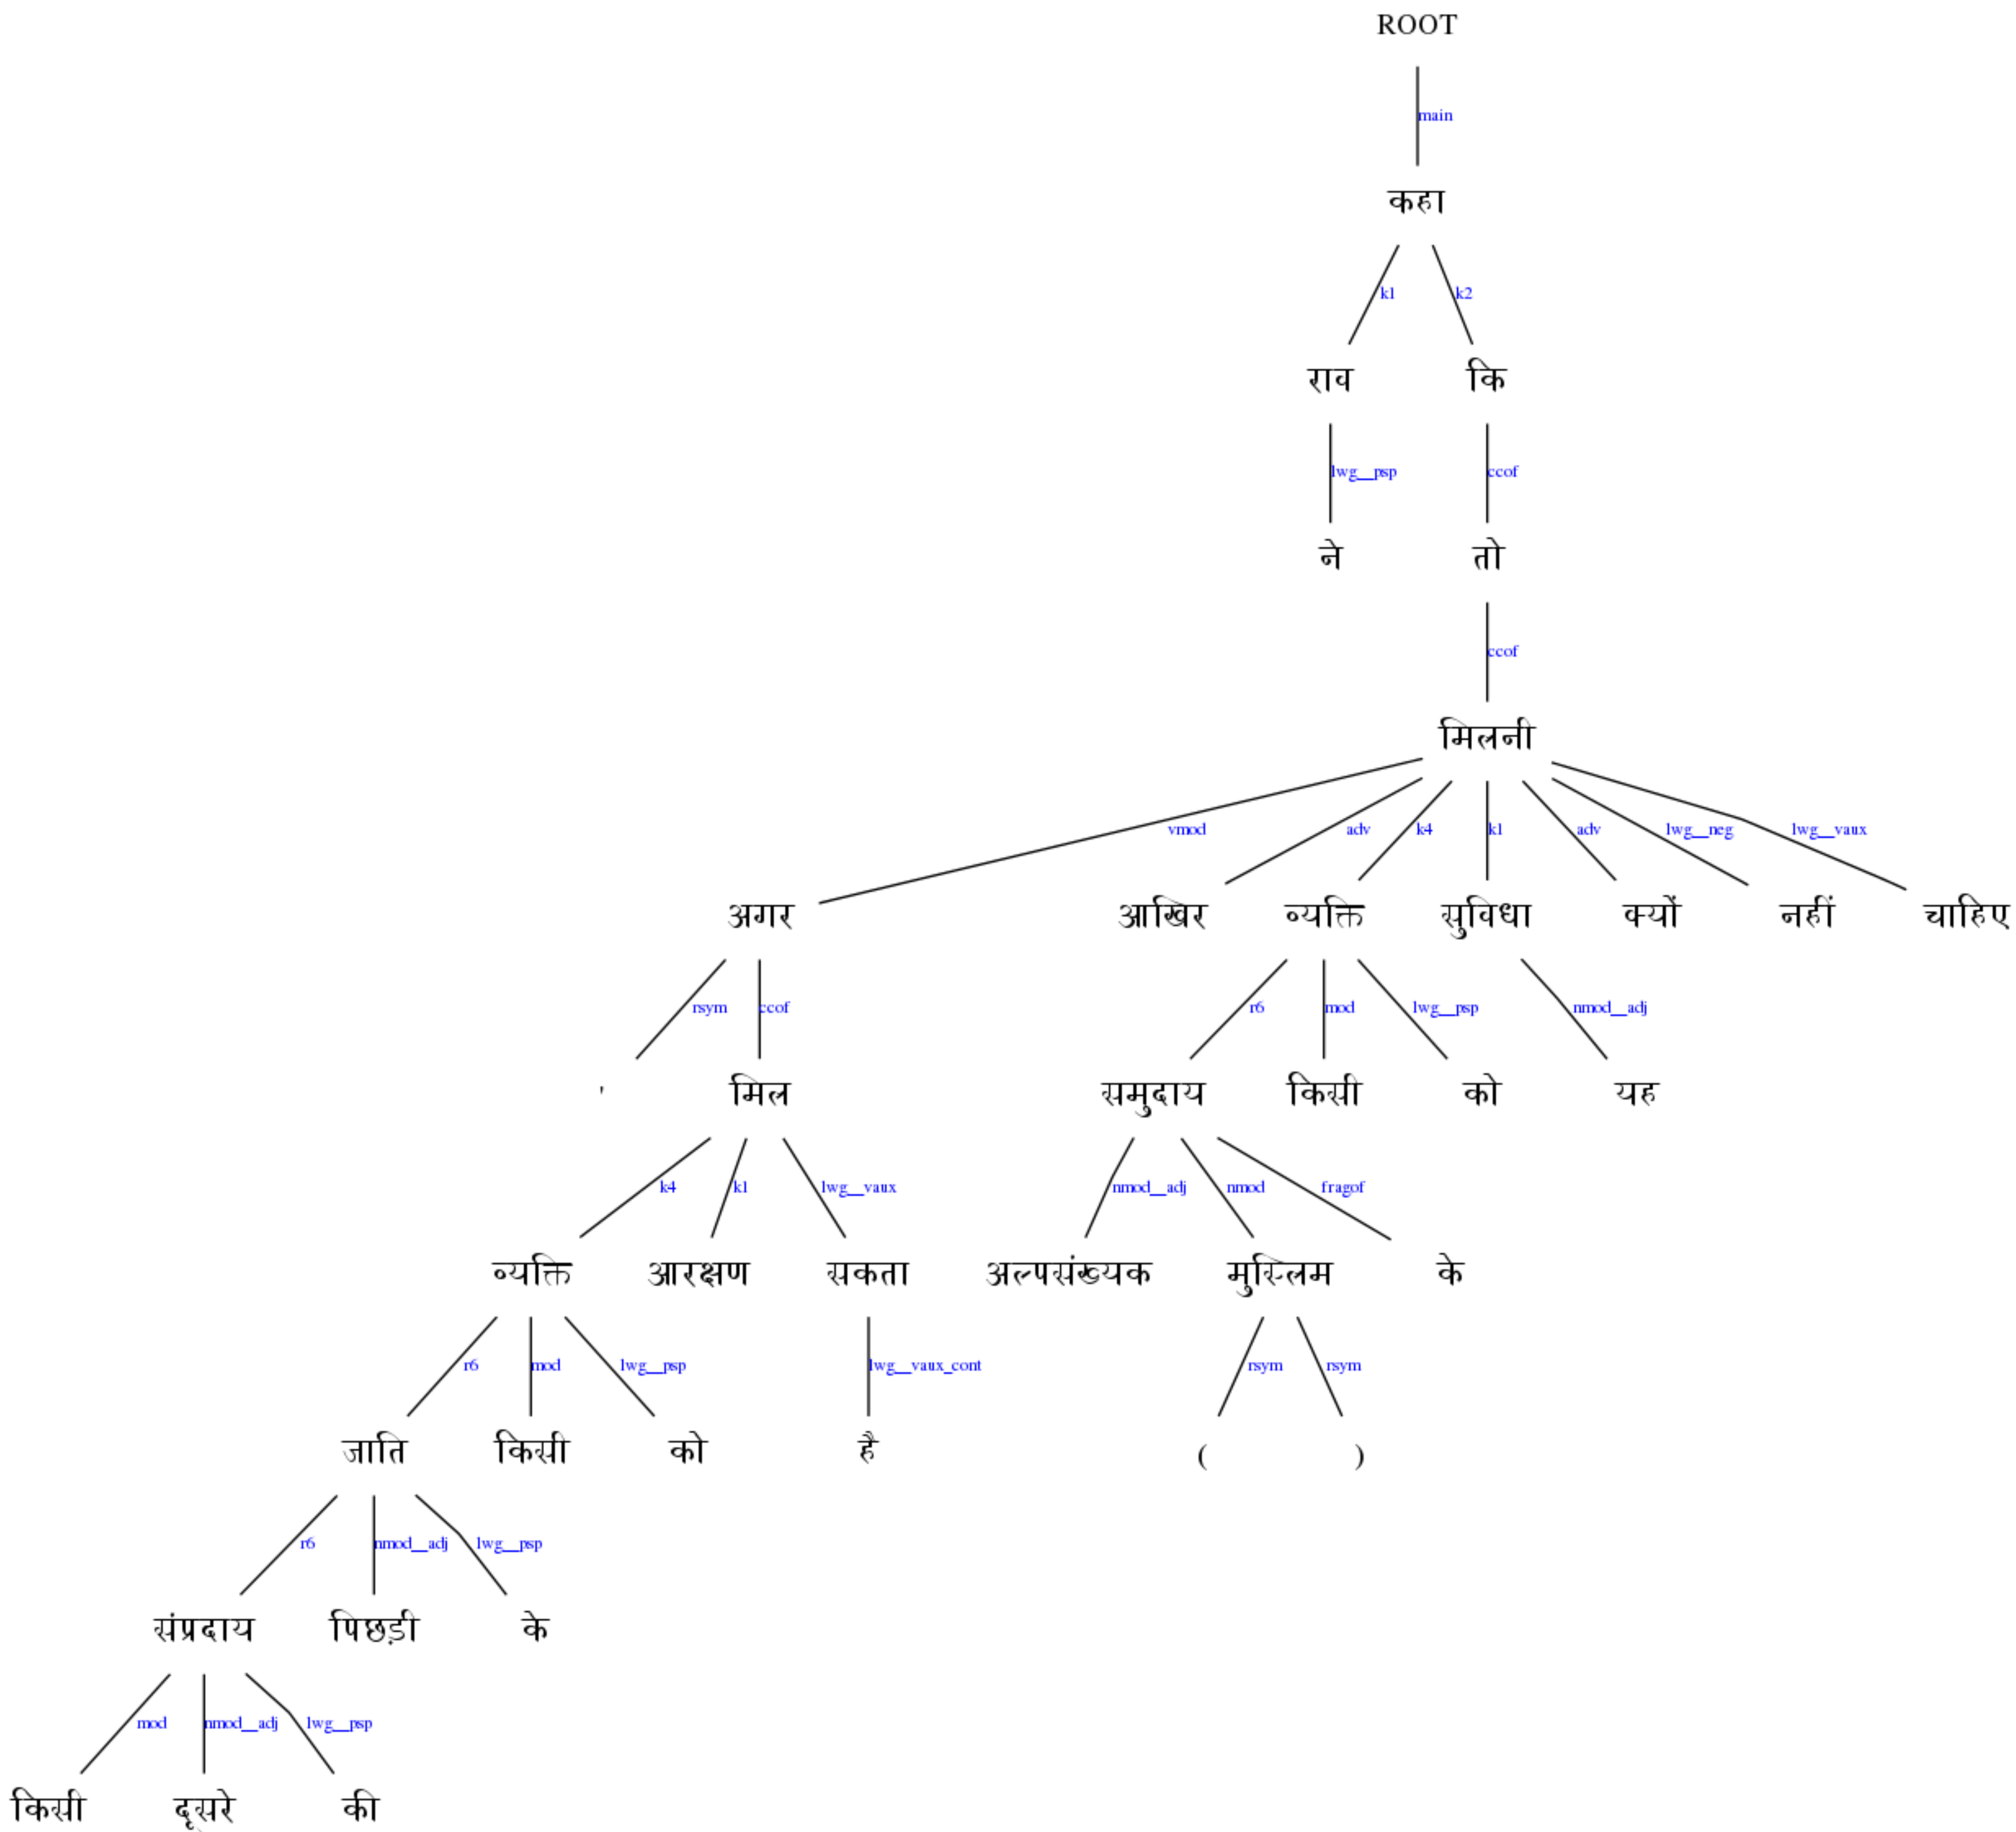 ROOT
main
कहा
k1 k2
राव कि
lwg__psp ccof
ने तो
ccof
मिलनी
vmod adv k4 k1 adv lwg__neg lwg__vaux
अगर आखिर व्यक्ति सुविधा क्यों नहीं चाहिए
rsym ccof r6 mod lwg__psp nmod__adj
' मिल समुदाय किसी को यह
k4 k1 lwg__vaux nmod__adj nmod fragof
व्यक्ति आरक्षण सकता अल्पसंख्यक मुस्लिम के
r6 mod lwg__psp lwg__vaux_cont rsym rsym
जाति किसी को है ( )
r6 nmod__adj lwg__psp
संप्रदाय पिछड़ी के
mod nmod__adj lwg__psp
किसी दूसरे की